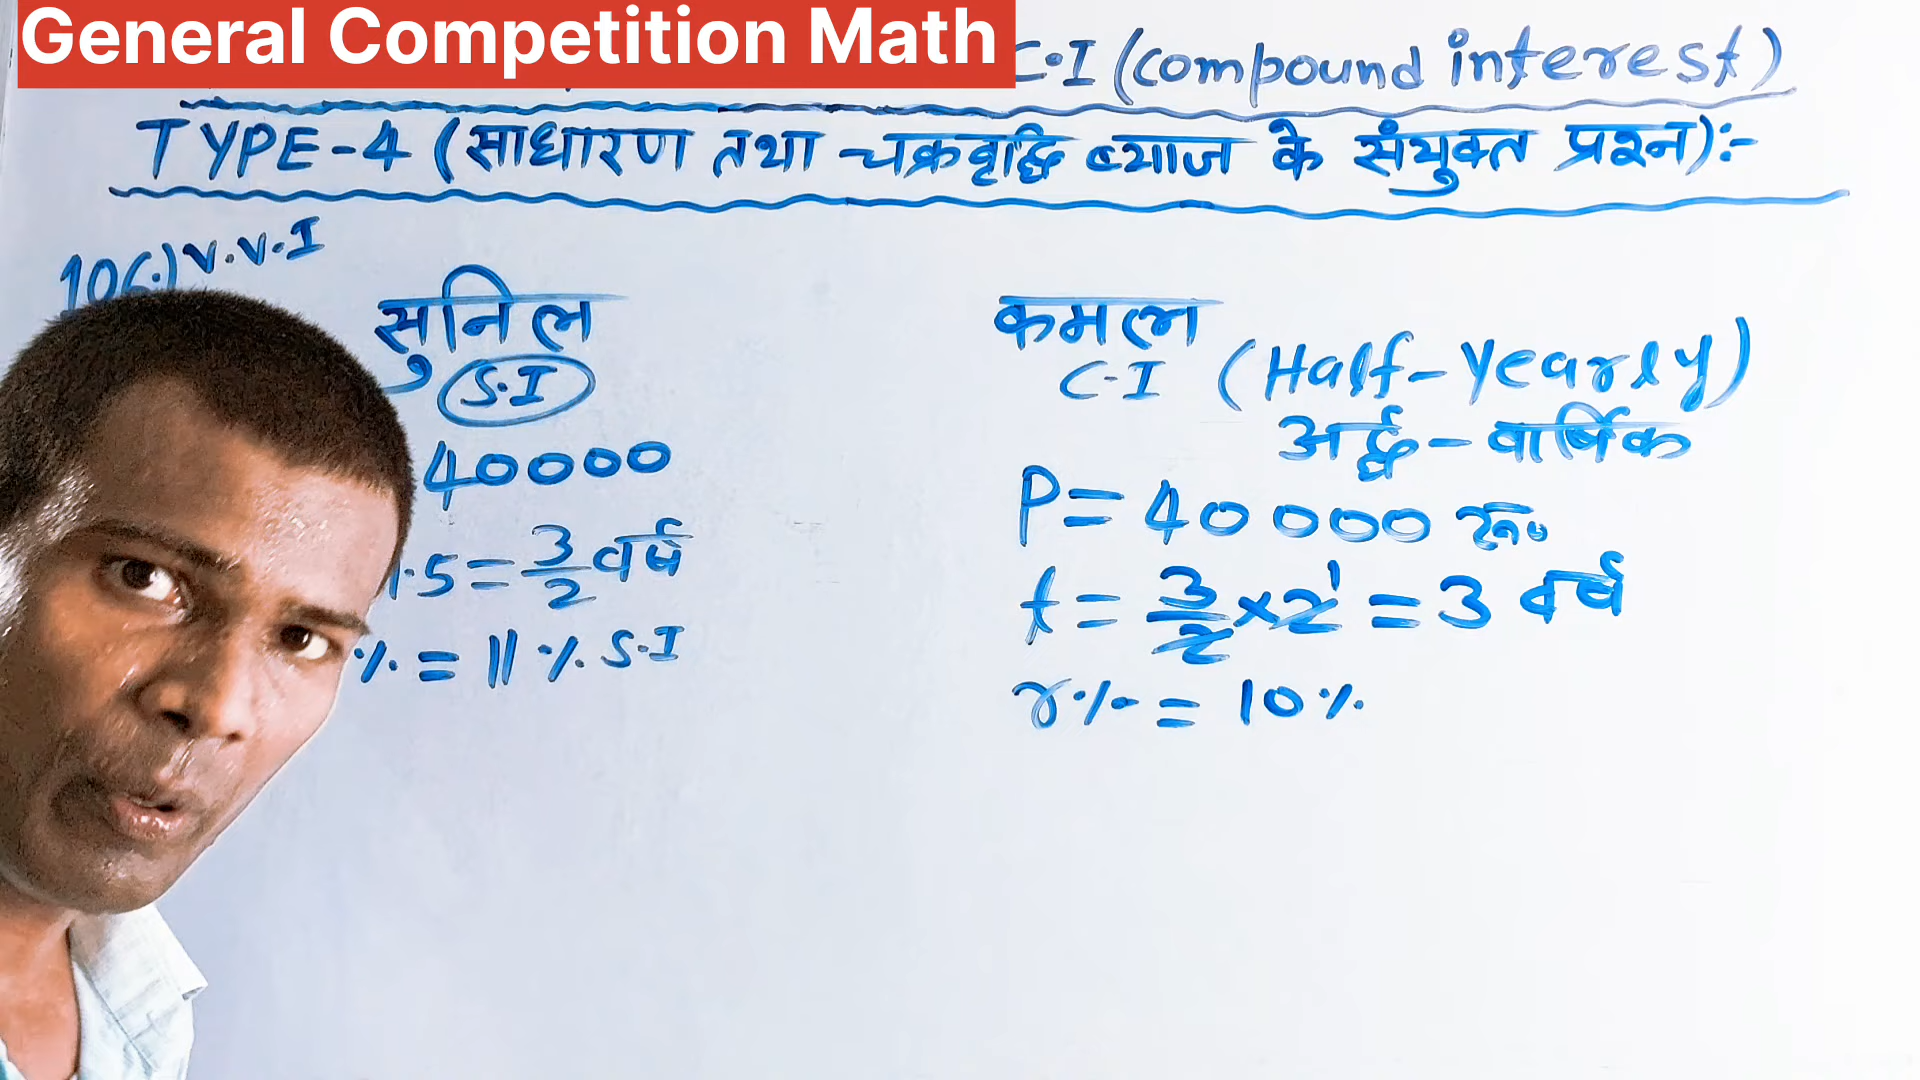 General Competition Math
C.I (compound interest)
TYPE-4 (साधारण तथा चक्रवृद्धि ब्याज के संयुक्त प्रश्न):-
106.) V.V.I
सुनिल
S.I
40000
1.5 = 3/2 वर्ष
% = 11% S.I
कमल
C.I (Half-Yearly)
अर्द्ध-वार्षिक
P = 40000 रू०
t = 3/2 × 2 1 = 3 वर्ष
r% = 10%